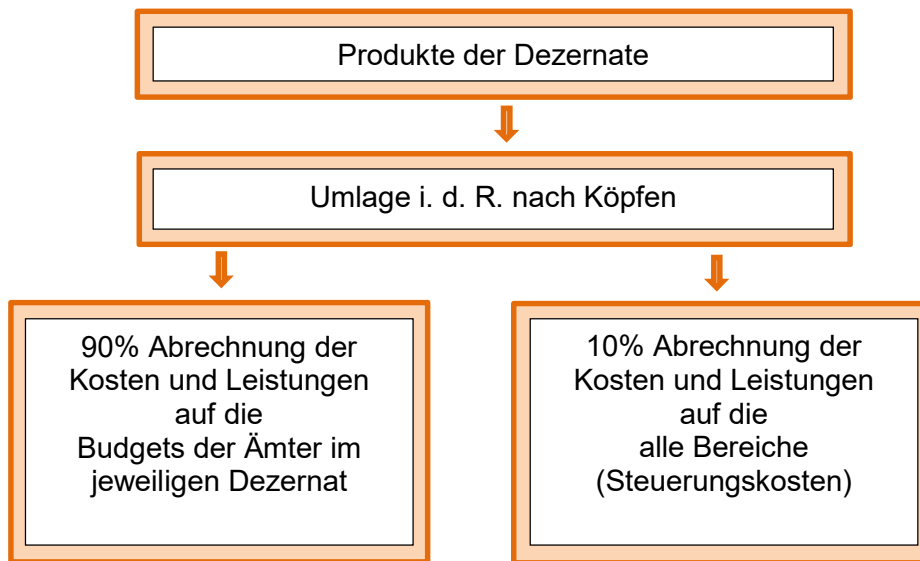 Produkte der Dezernate
Umlage i. d. R. nach Köpfen
90% Abrechnung der
Kosten und Leistungen
auf die
Budgets der Ämter im
jeweiligen Dezernat
10% Abrechnung der
Kosten und Leistungen
auf die
alle Bereiche
(Steuerungskosten)